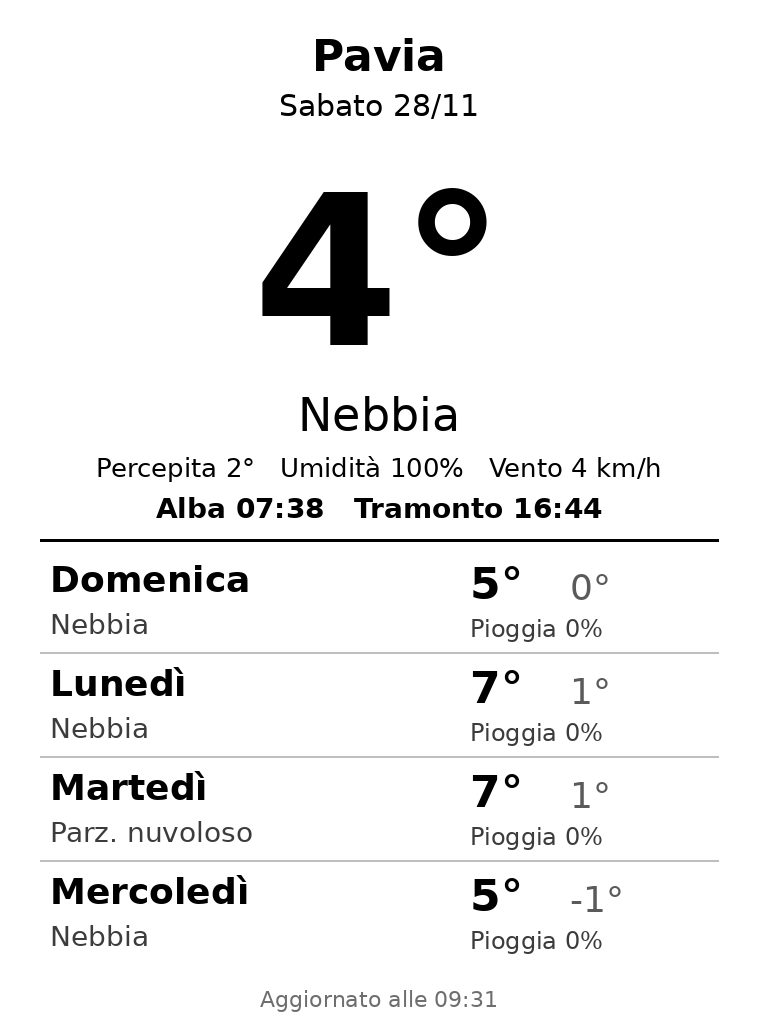 Pavia
Sabato 28/11
4°
Nebbia
Percepita 2° Umidità 100% Vento 4 km/h
Alba 07:38 Tramonto 16:44
Domenica 5° 0°
Nebbia Pioggia 0%
Lunedì 7° 1°
Nebbia Pioggia 0%
Martedì 7° 1°
Parz. nuvoloso Pioggia 0%
Mercoledì 5° -1°
Nebbia Pioggia 0%
Aggiornato alle 09:31